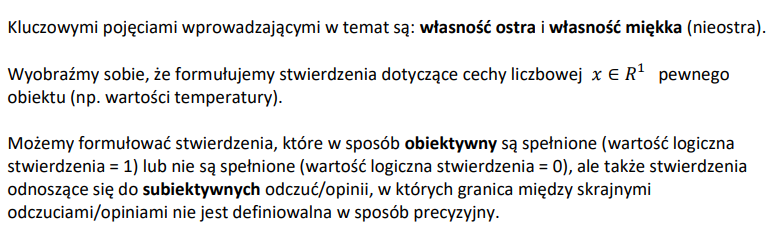 Kluczowymi pojęciami wprowadzającymi w temat są: własność ostra i własność miękka (nieostra).
Wyobraźmy sobie, że formułujemy stwierdzenia dotyczące cechy liczbowej x ∈ R¹ pewnego
obiektu (np. wartości temperatury).
Możemy formułować stwierdzenia, które w sposób obiektywny są spełnione (wartość logiczna
stwierdzenia = 1) lub nie są spełnione (wartość logiczna stwierdzenia = 0), ale także stwierdzenia
odnoszące się do subiektywnych odczuć/opinii, w których granica między skrajnymi
odczuciami/opiniami nie jest definiowalna w sposób precyzyjny.